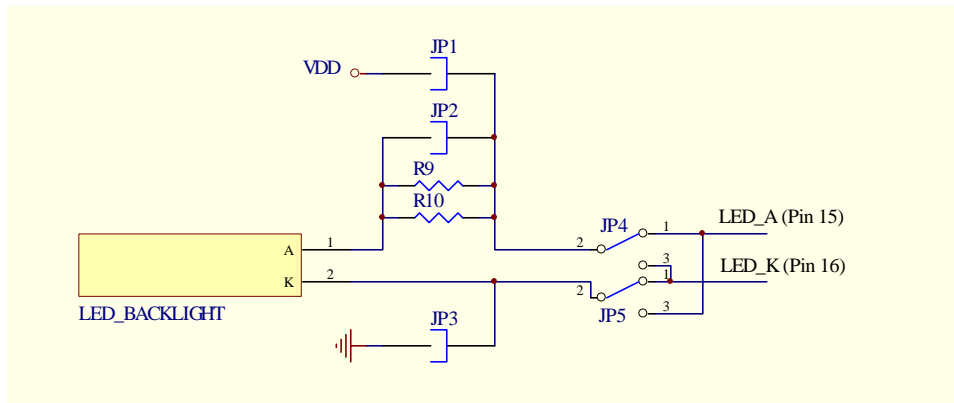 JP1
VDD
JP2
R9
R10
JP4
1
LED_A (Pin 15)
A
1
2
3
LED_K (Pin 16)
K
2
1
2
LED_BACKLIGHT
JP3
JP5
3